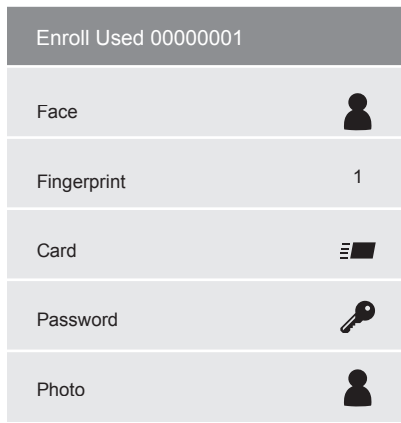 Enroll Used 00000001
Face
Fingerprint 1
Card
Password
Photo